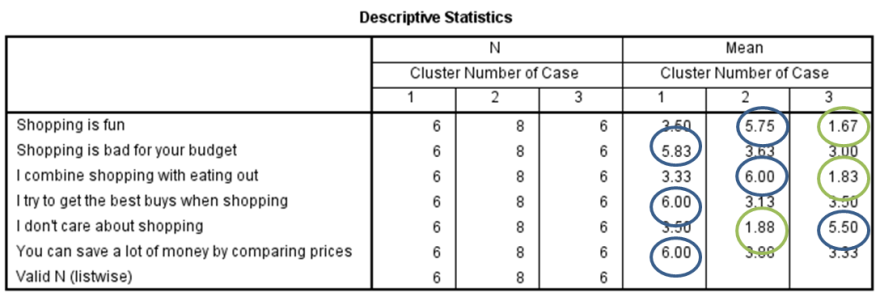 Descriptive Statistics
N Mean
Cluster Number of Case Cluster Number of Case
1 2 3 1 2 3
Shopping is fun 6 8 6 3.50 5.75 1.67
Shopping is bad for your budget 6 8 6 5.83 3.63 3.00
I combine shopping with eating out 6 8 6 3.33 6.00 1.83
I try to get the best buys when shopping 6 8 6 6.00 3.13 3.50
I don't care about shopping 6 8 6 3.50 1.88 5.50
You can save a lot of money by comparing prices 6 8 6 6.00 3.88 3.33
Valid N (listwise) 6 8 6